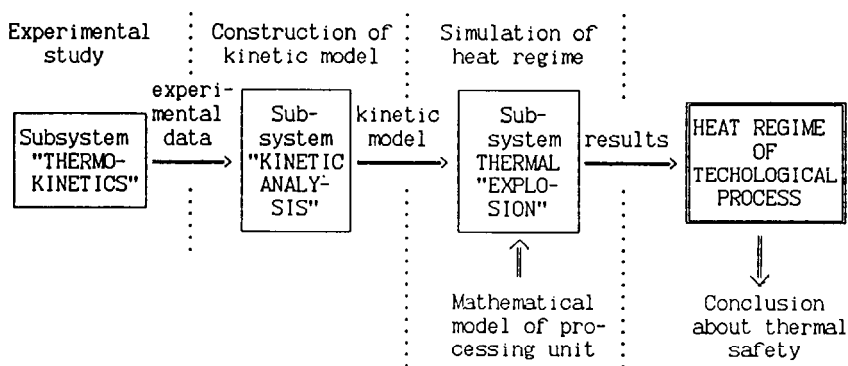 Experimental
study
Construction of
kinetic model
Simulation of
heat regime
experi-
mental
data
kinetic
model
results
Subsystem
"THERMO-
KINETICS"
Sub-
system
"KINETIC
ANALY-
SIS"
Sub-
system
THERMAL
"EXPLO-
SION"
HEAT REGIME
OF
TECHOLOGICAL
PROCESS
Mathematical
model of pro-
cessing unit
Conclusion
about thermal
safety